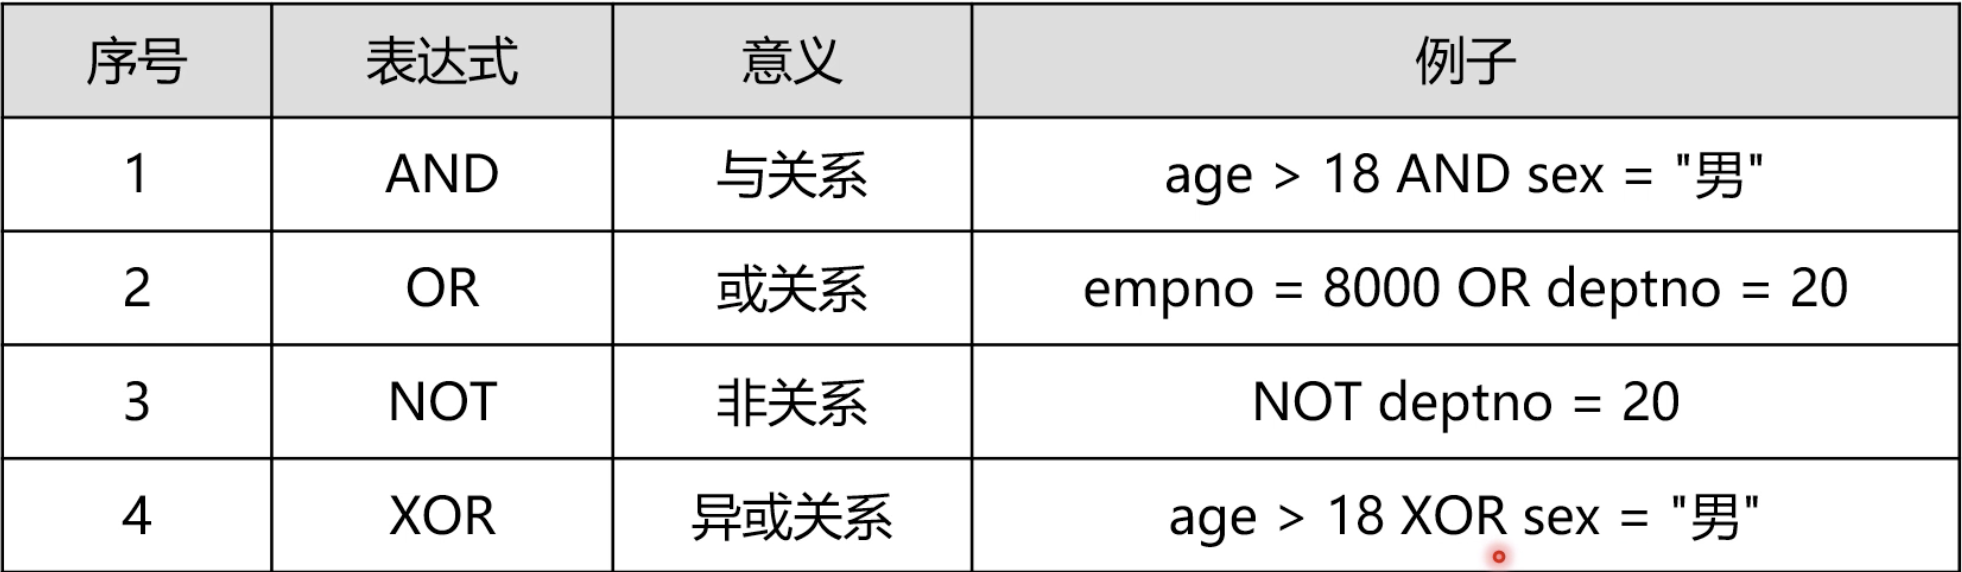 序号 表达式 意义 例子
1 AND 与关系 age > 18 AND sex = "男"
2 OR 或关系 empno = 8000 OR deptno = 20
3 NOT 非关系 NOT deptno = 20
4 XOR 异或关系 age > 18 XOR sex = "男"